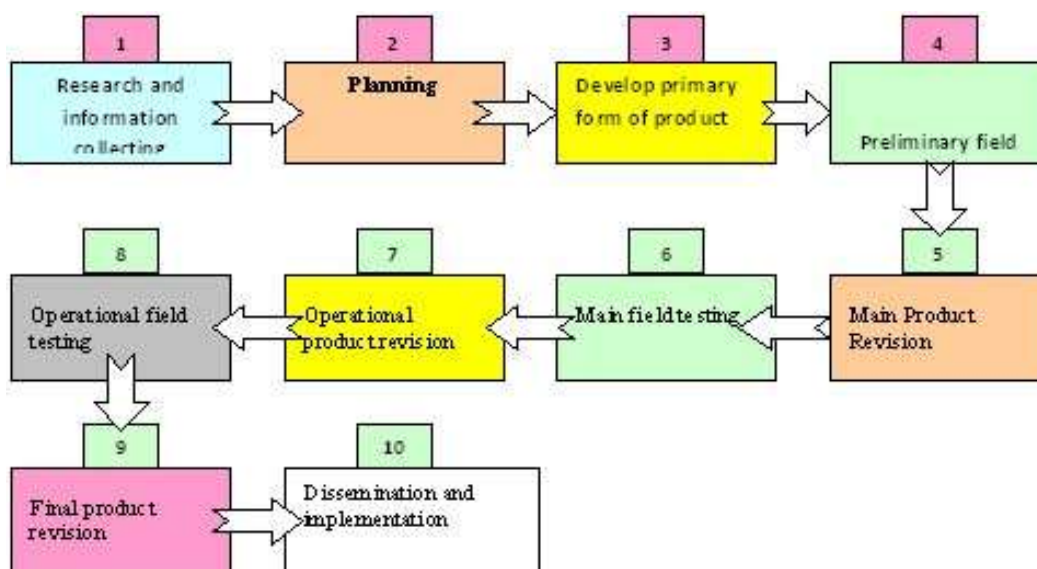 1
Research and
information
collecting
2
Planning
3
Develop primary
form of product
4
Preliminary field
5
Main Product
Revision
6
Main field testing
7
Operational
product revision
8
Operational field
testing
9
Final product
revision
10
Dissemination and
implementation